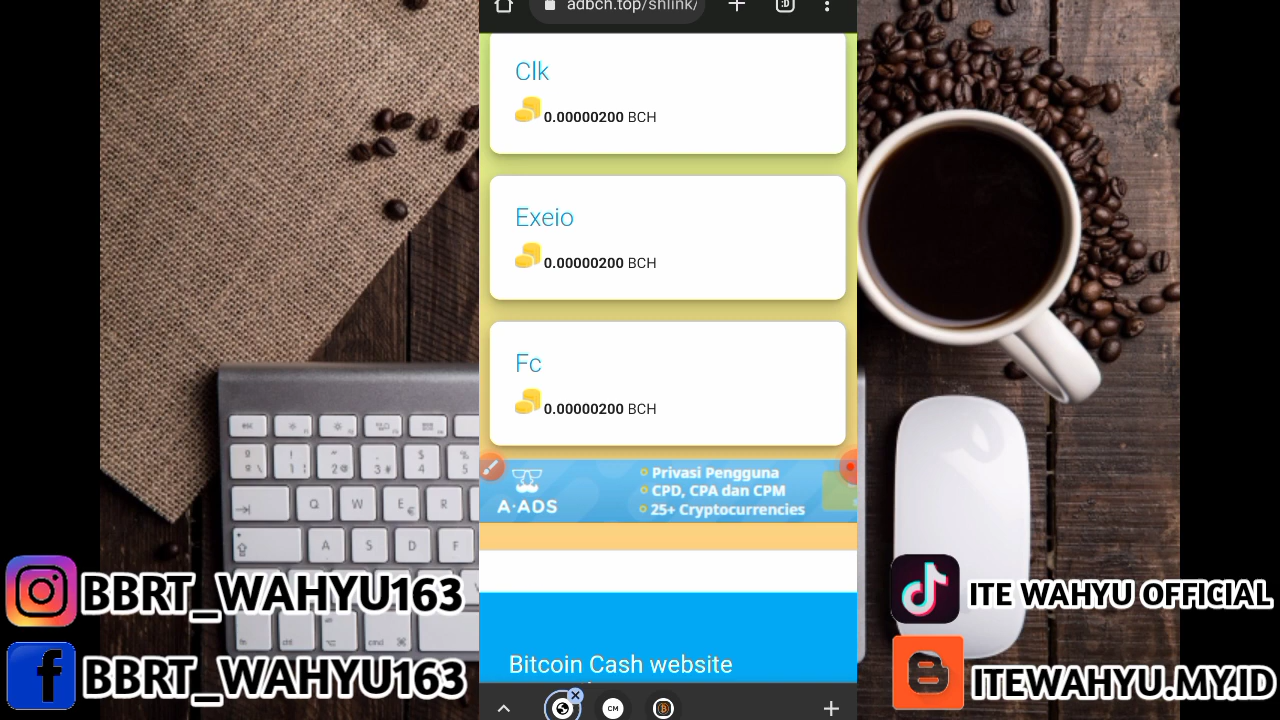 adbch.top/shlink/
:D
Clk
0.00000200 BCH
Exeio
0.00000200 BCH
Fc
0.00000200 BCH
A-ADS
Privasi Pengguna
CPD, CPA dan CPM
25+ Cryptocurrencies
Bitcoin Cash website
CM
Q W E R
A S D F
BBRT_WAHYU163
BBRT_WAHYU163
ITE WAHYU OFFICIAL
ITEWAHYU.MY.ID